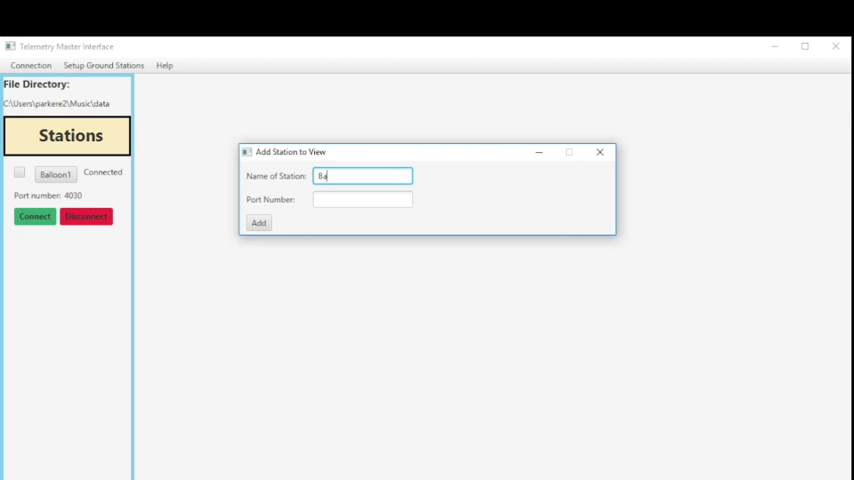 Telemetry Master Interface
Connection Setup Ground Stations Help
File Directory:
C:\Users\parkere2\Music\data
Stations
Balloon1 Connected
Port number: 4030
Connect Disconnect
Add Station to View
Name of Station: Ba
Port Number:
Add